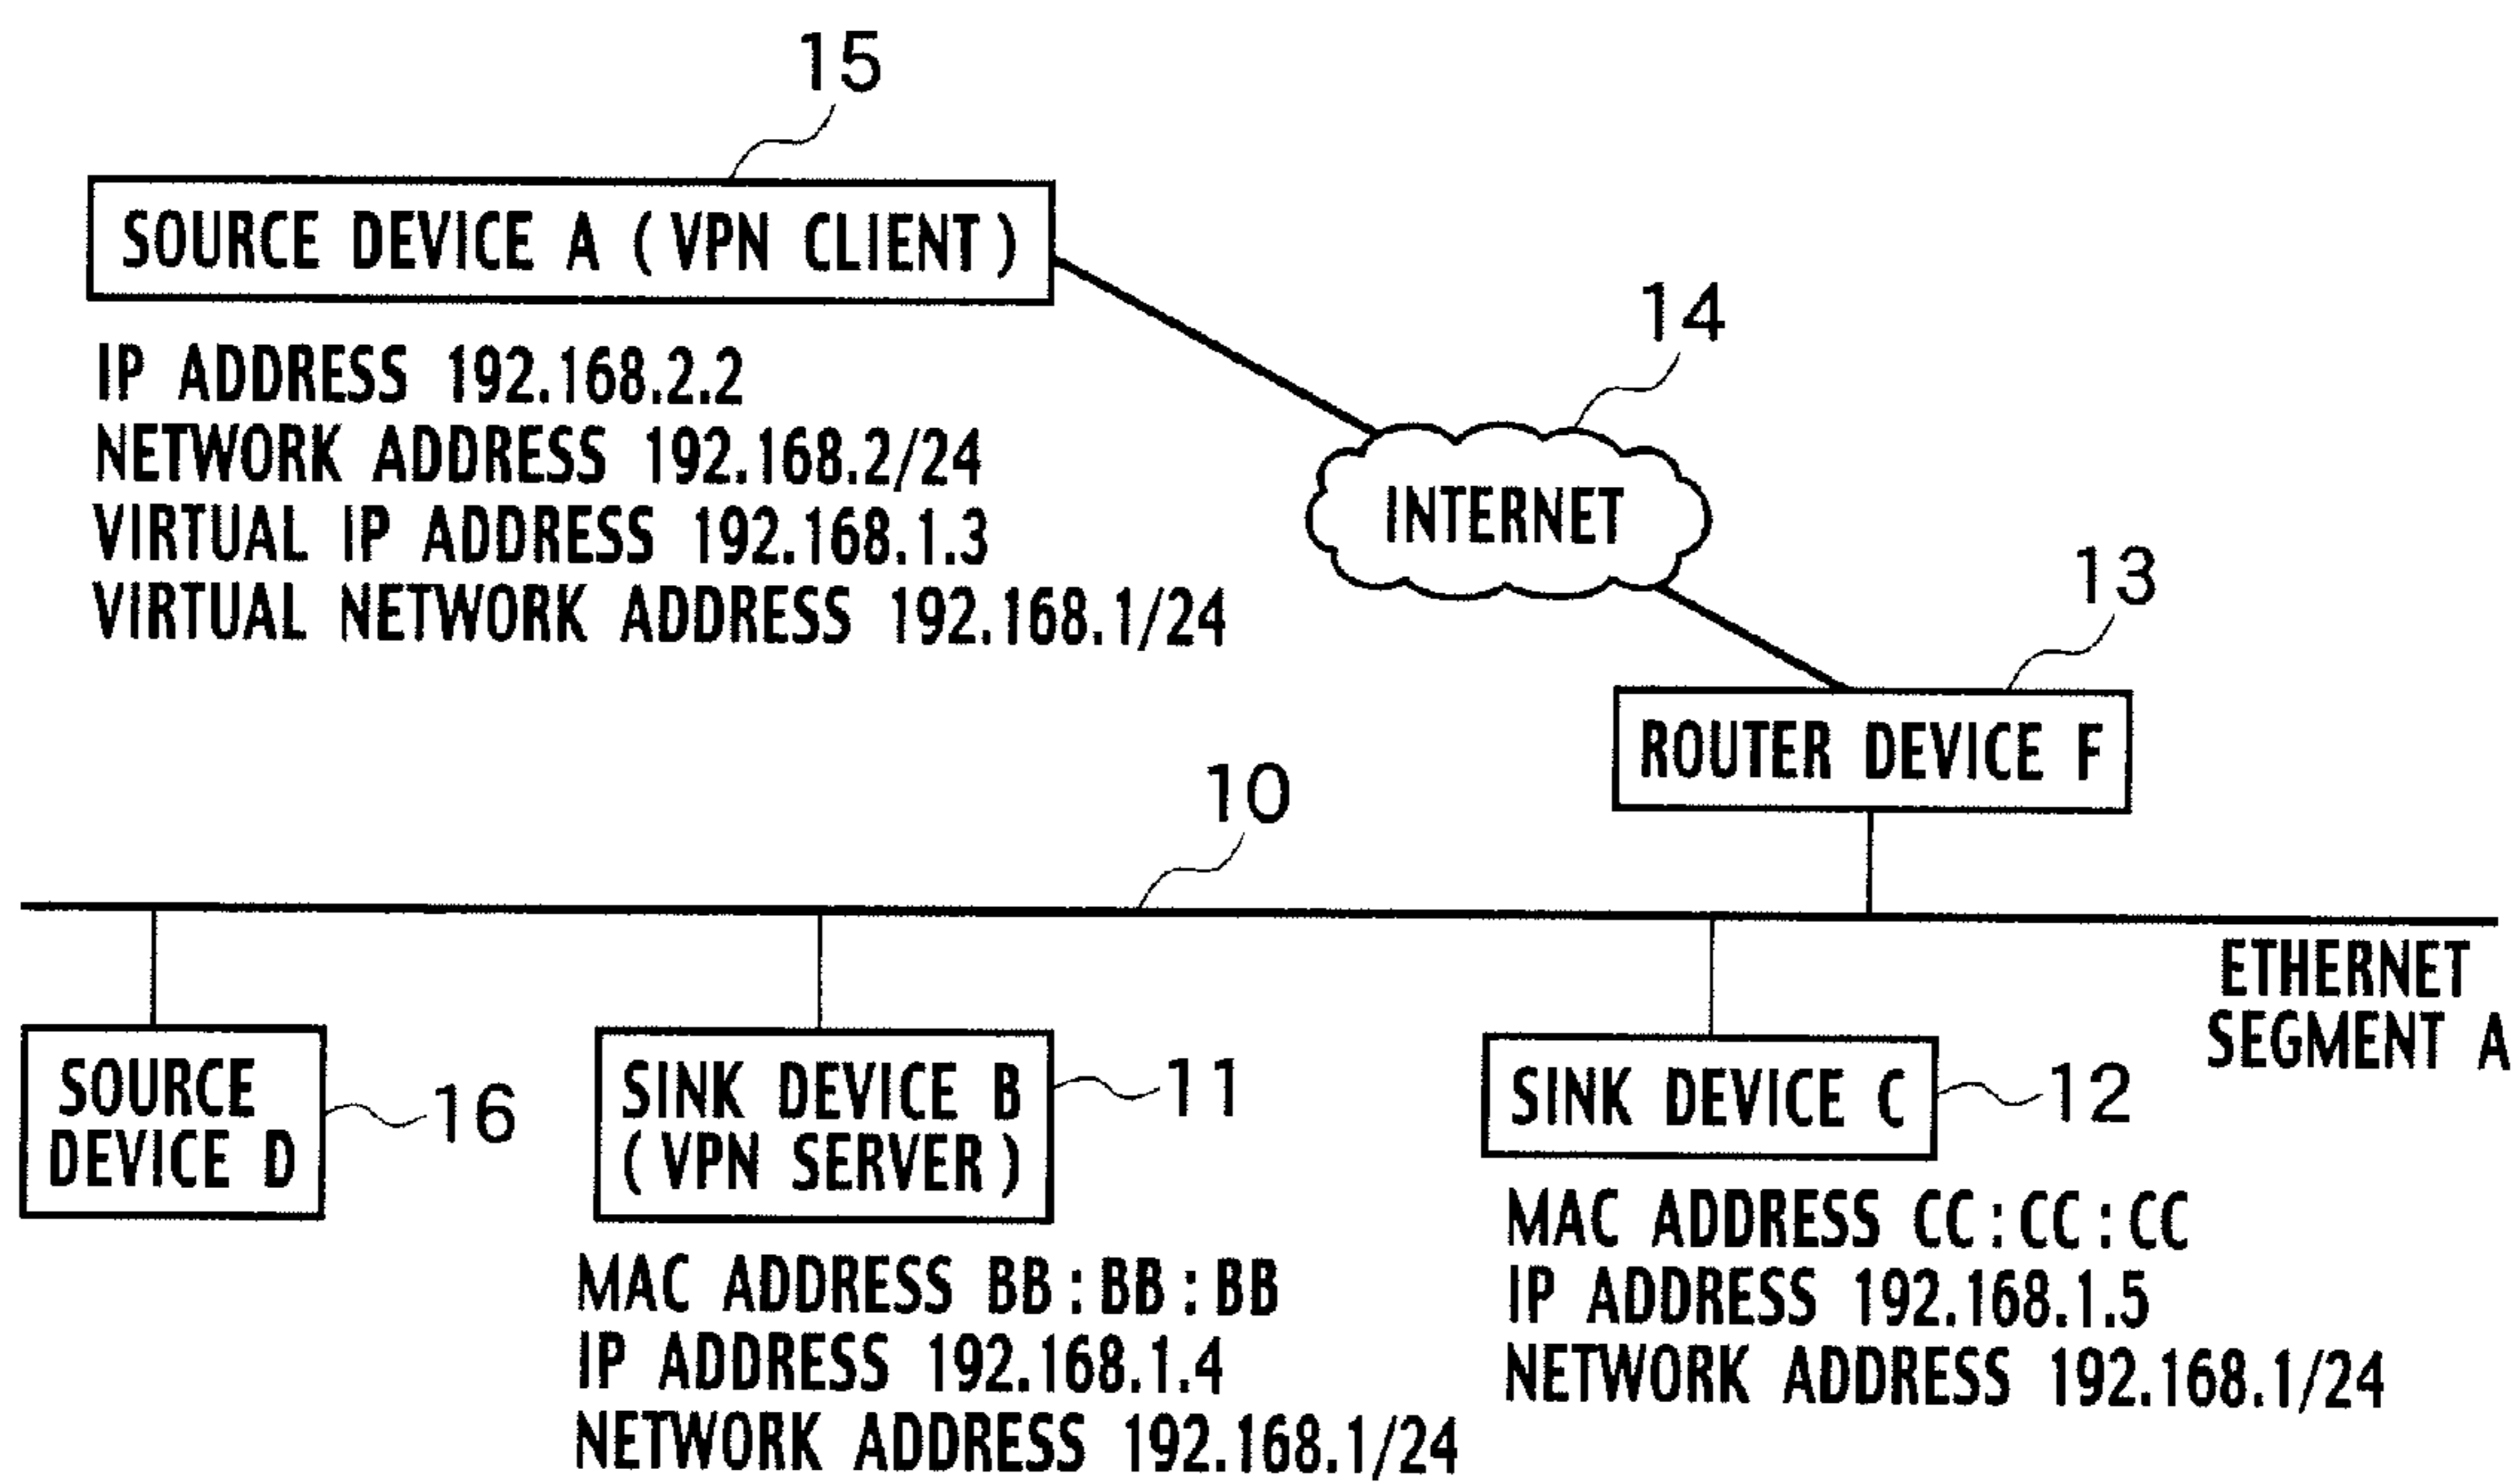 15
SOURCE DEVICE A (VPN CLIENT)
IP ADDRESS 192.168.2.2
NETWORK ADDRESS 192.168.2/24
VIRTUAL IP ADDRESS 192.168.1.3
VIRTUAL NETWORK ADDRESS 192.168.1/24
14
INTERNET
13
ROUTER DEVICE F
10
ETHERNET
SEGMENT A
SOURCE
DEVICE D
16
SINK DEVICE B
(VPN SERVER)
11
MAC ADDRESS BB:BB:BB
IP ADDRESS 192.168.1.4
NETWORK ADDRESS 192.168.1/24
SINK DEVICE C
12
MAC ADDRESS CC:CC:CC
IP ADDRESS 192.168.1.5
NETWORK ADDRESS 192.168.1/24